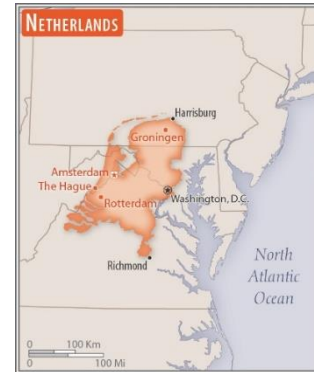 NETHERLANDS
Harrisburg
Groningen
Amsterdam
The Hague
Rotterdam
Washington, D.C.
Richmond
North
Atlantic
Ocean
0 100 Km
0 100 Mi